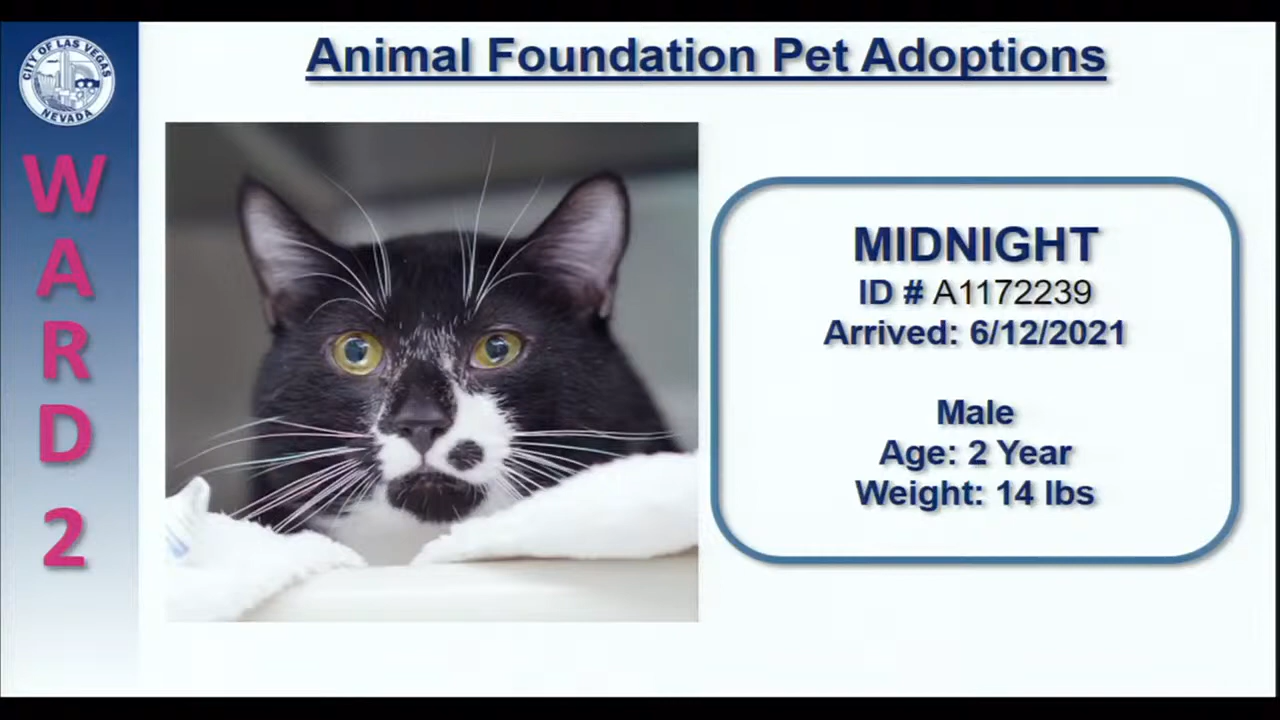 Animal Foundation Pet Adoptions
CITY OF LAS VEGAS
NEVADA
WARD 2
MIDNIGHT
ID # A1172239
Arrived: 6/12/2021
Male
Age: 2 Year
Weight: 14 lbs